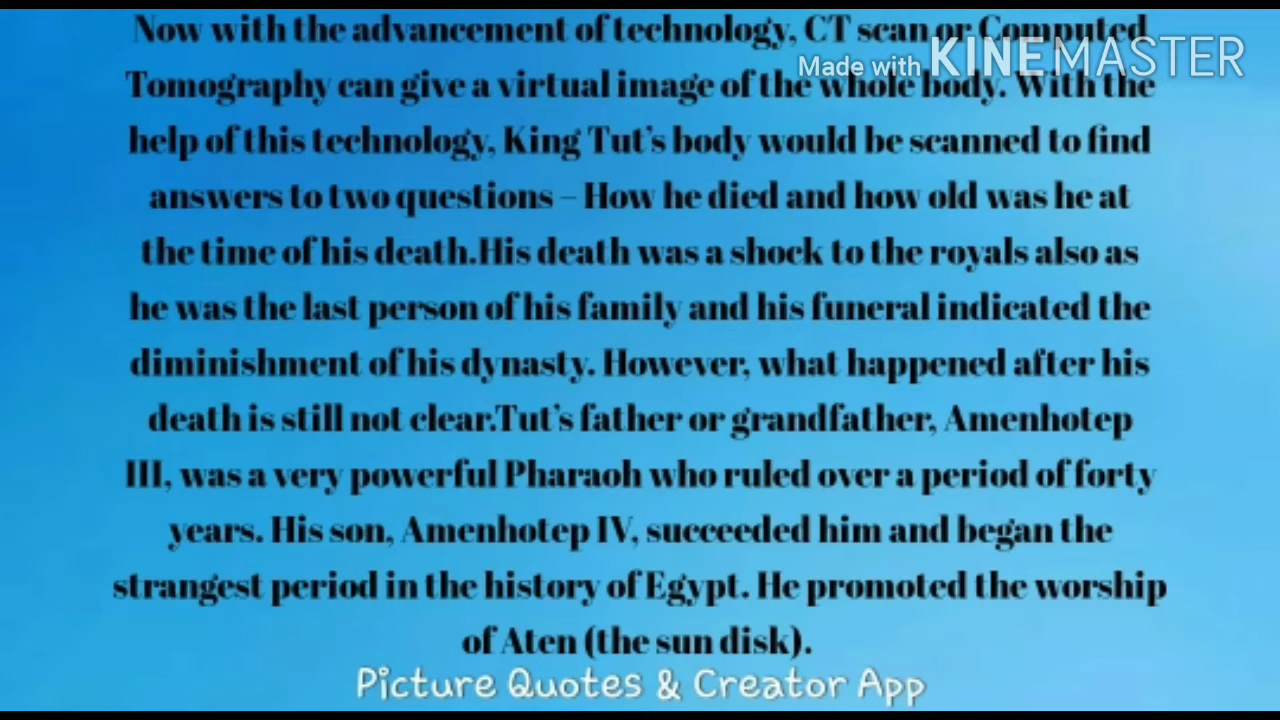 Now with the advancement of technology, CT scan or Computed
Made with KINEMASTER
Tomography can give a virtual image of the whole body. With the
help of this technology, King Tut's body would be scanned to find
answers to two questions – How he died and how old was he at
the time of his death.His death was a shock to the royals also as
he was the last person of his family and his funeral indicated the
diminishment of his dynasty. However, what happened after his
death is still not clear.Tut's father or grandfather, Amenhotep
III, was a very powerful Pharaoh who ruled over a period of forty
years. His son, Amenhotep IV, succeeded him and began the
strangest period in the history of Egypt. He promoted the worship
of Aten (the sun disk).
Picture Quotes & Creator App